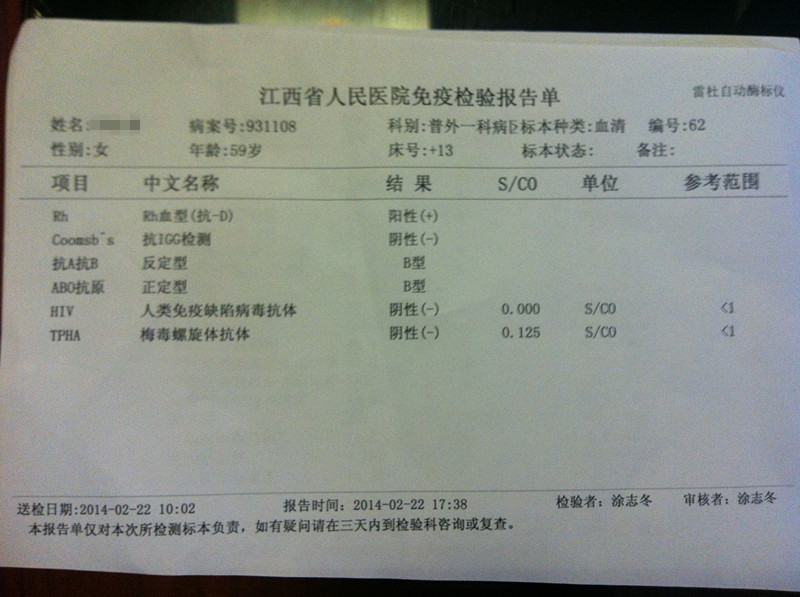 江西省人民医院免疫检验报告单
雷杜自动酶标仪
姓名: 病案号:931108 科别:普外一科病区标本种类:血清 编号:62
性别:女 年龄:59岁 床号:+13 标本状态: 备注:
项目 中文名称 结 果 S/CO 单位 参考范围
Rh Rh血型(抗-D) 阳性(+)
Coomsb`s 抗IGG检测 阴性(-)
抗A抗B 反定型 B型
ABO抗原 正定型 B型
HIV 人类免疫缺陷病毒抗体 阴性(-) 0.000 S/CO <1
TPHA 梅毒螺旋体抗体 阴性(-) 0.125 S/CO <1
送检日期:2014-02-22 10:02 报告时间: 2014-02-22 17:38 检验者: 涂志冬 审核者: 涂志冬
本报告单仅对本次所检测标本负责，如有疑问请在三天内到检验科咨询或复查。